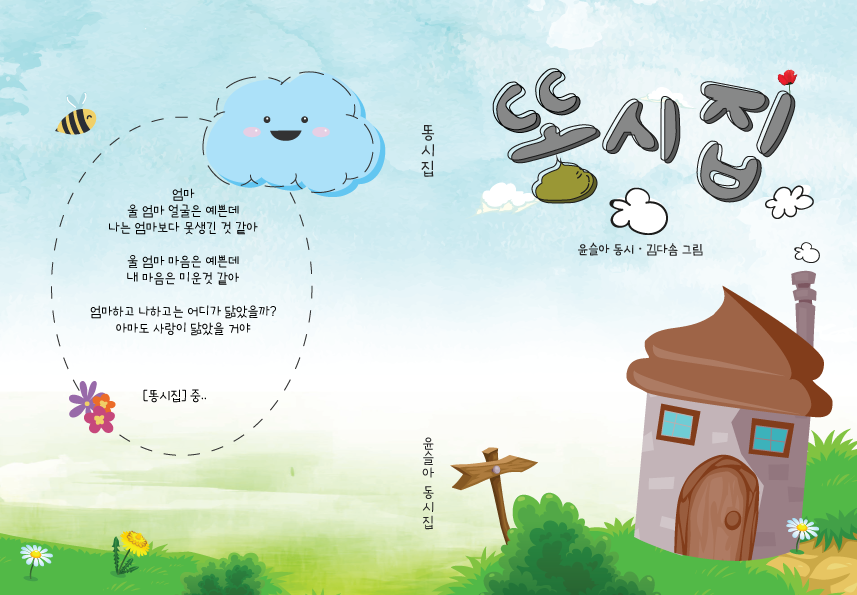 엄마
울 엄마 얼굴은 예쁜데
나는 엄마보다 못생긴 것 같아
울 엄마 마음은 예쁜데
내 마음은 미운것 같아
엄마하고 나하고는 어디가 닮았을까?
아마도 사랑이 닮았을 거야
[똥시집] 중..
똥시집
윤슬아 동시집
똥시집
윤슬아 동시 · 김다솜 그림